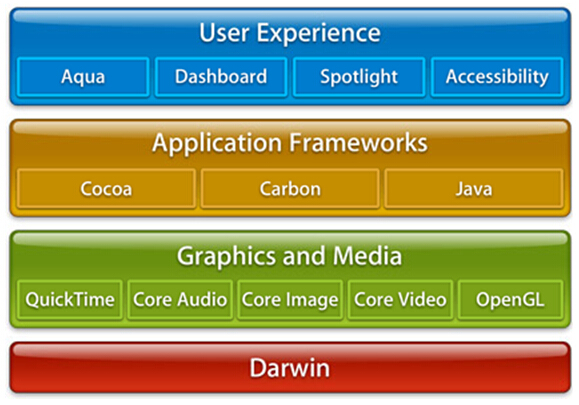 User Experience
Aqua Dashboard Spotlight Accessibility
Application Frameworks
Cocoa Carbon Java
Graphics and Media
QuickTime Core Audio Core Image Core Video OpenGL
Darwin